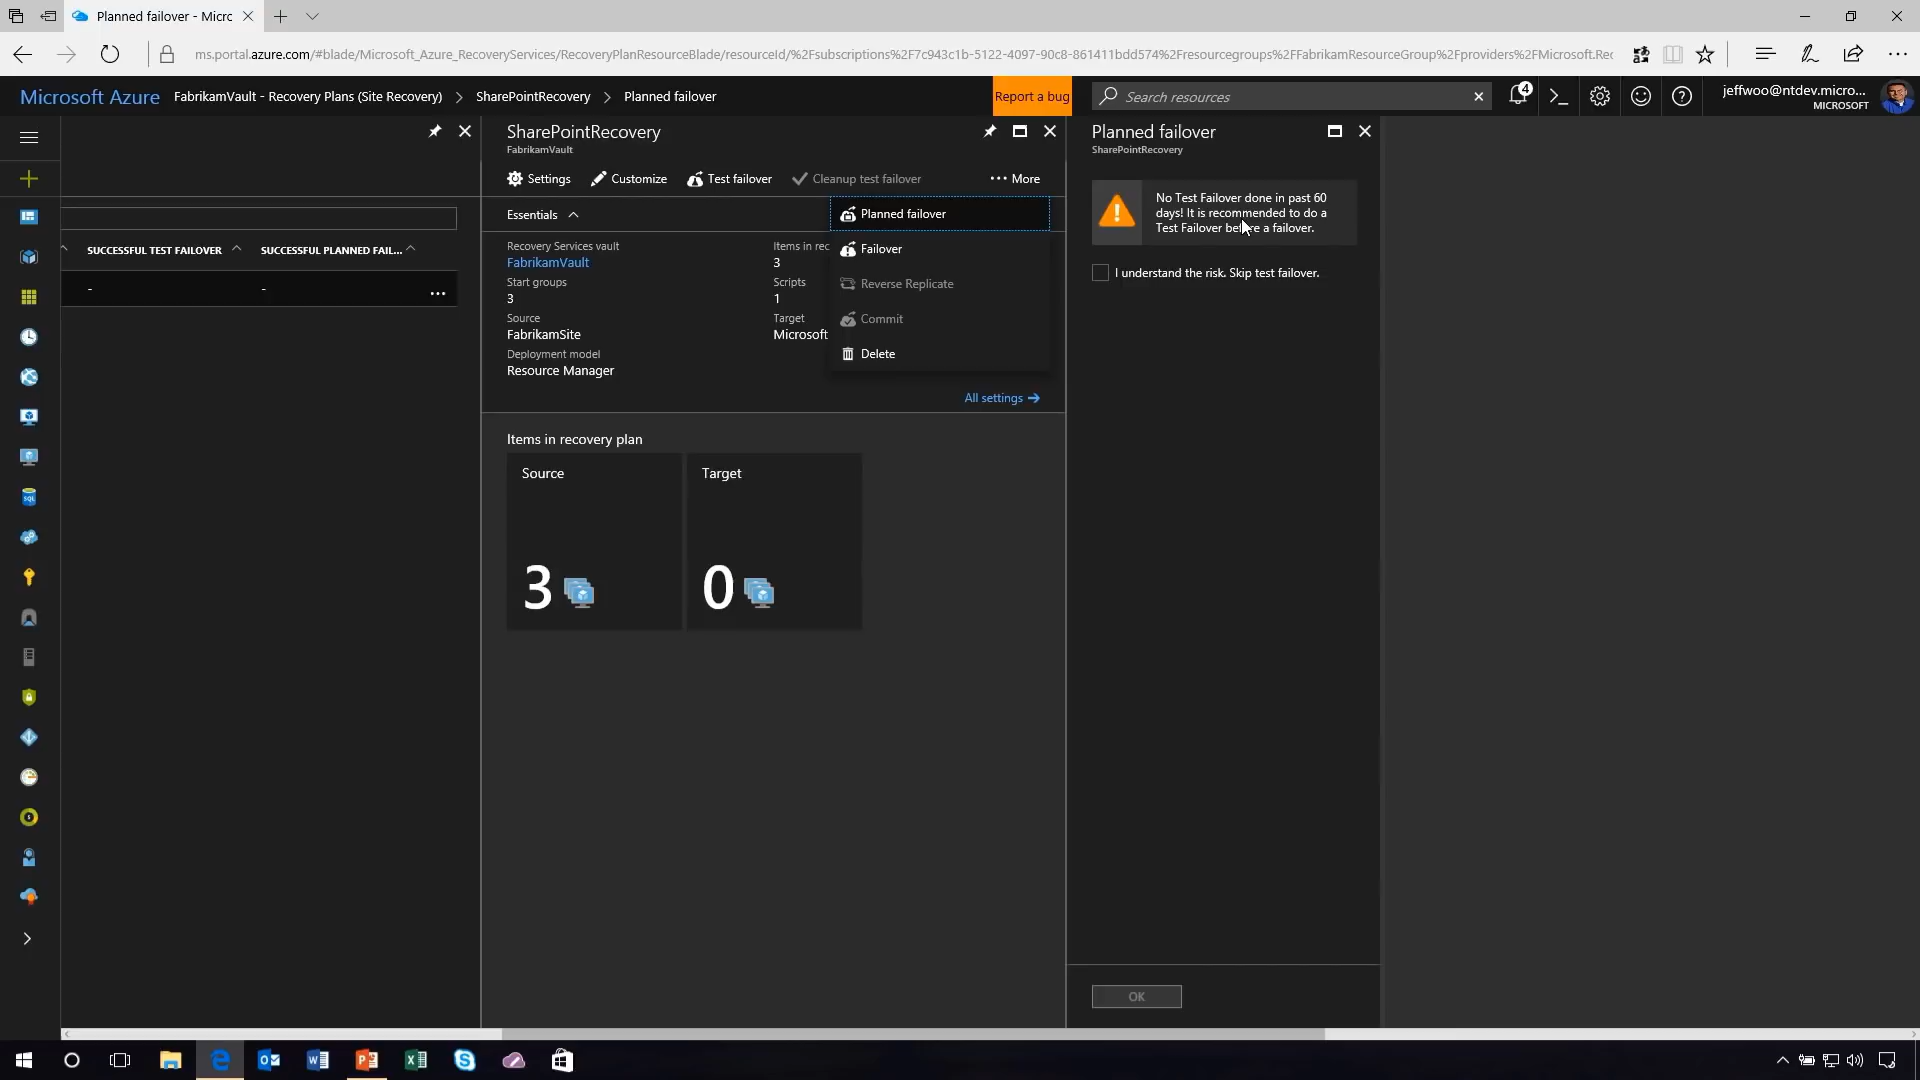 Planned failover - Micrc
ms.portal.azure.com/#blade/Microsoft_Azure_RecoveryServices/RecoveryPlanResourceBlade/resourceId/%2Fsubscriptions%2F7c943c1b-5122-4097-90c8-861411bdd574%2Fresourcegroups%2FFabrikamResourceGroup%2Fproviders%2FMicrosoft.Rec
Microsoft Azure FabrikamVault - Recovery Plans (Site Recovery) > SharePointRecovery > Planned failover
Report a bug
Search resources
4
jeffwoo@ntdev.micro...
MICROSOFT
SUCCESSFUL TEST FAILOVER
SUCCESSFUL PLANNED FAIL...
-
-
...
SharePointRecovery
FabrikamVault
Settings
Customize
Test failover
Cleanup test failover
More
Essentials
Recovery Services vault
FabrikamVault
Start groups
3
Source
FabrikamSite
Deployment model
Resource Manager
Items in rec
3
Scripts
1
Target
Microsoft
Planned failover
Failover
Reverse Replicate
Commit
Delete
All settings
Items in recovery plan
Source
3
Target
0
Planned failover
SharePointRecovery
No Test Failover done in past 60
days! It is recommended to do a
Test Failover before a failover.
I understand the risk. Skip test failover.
OK